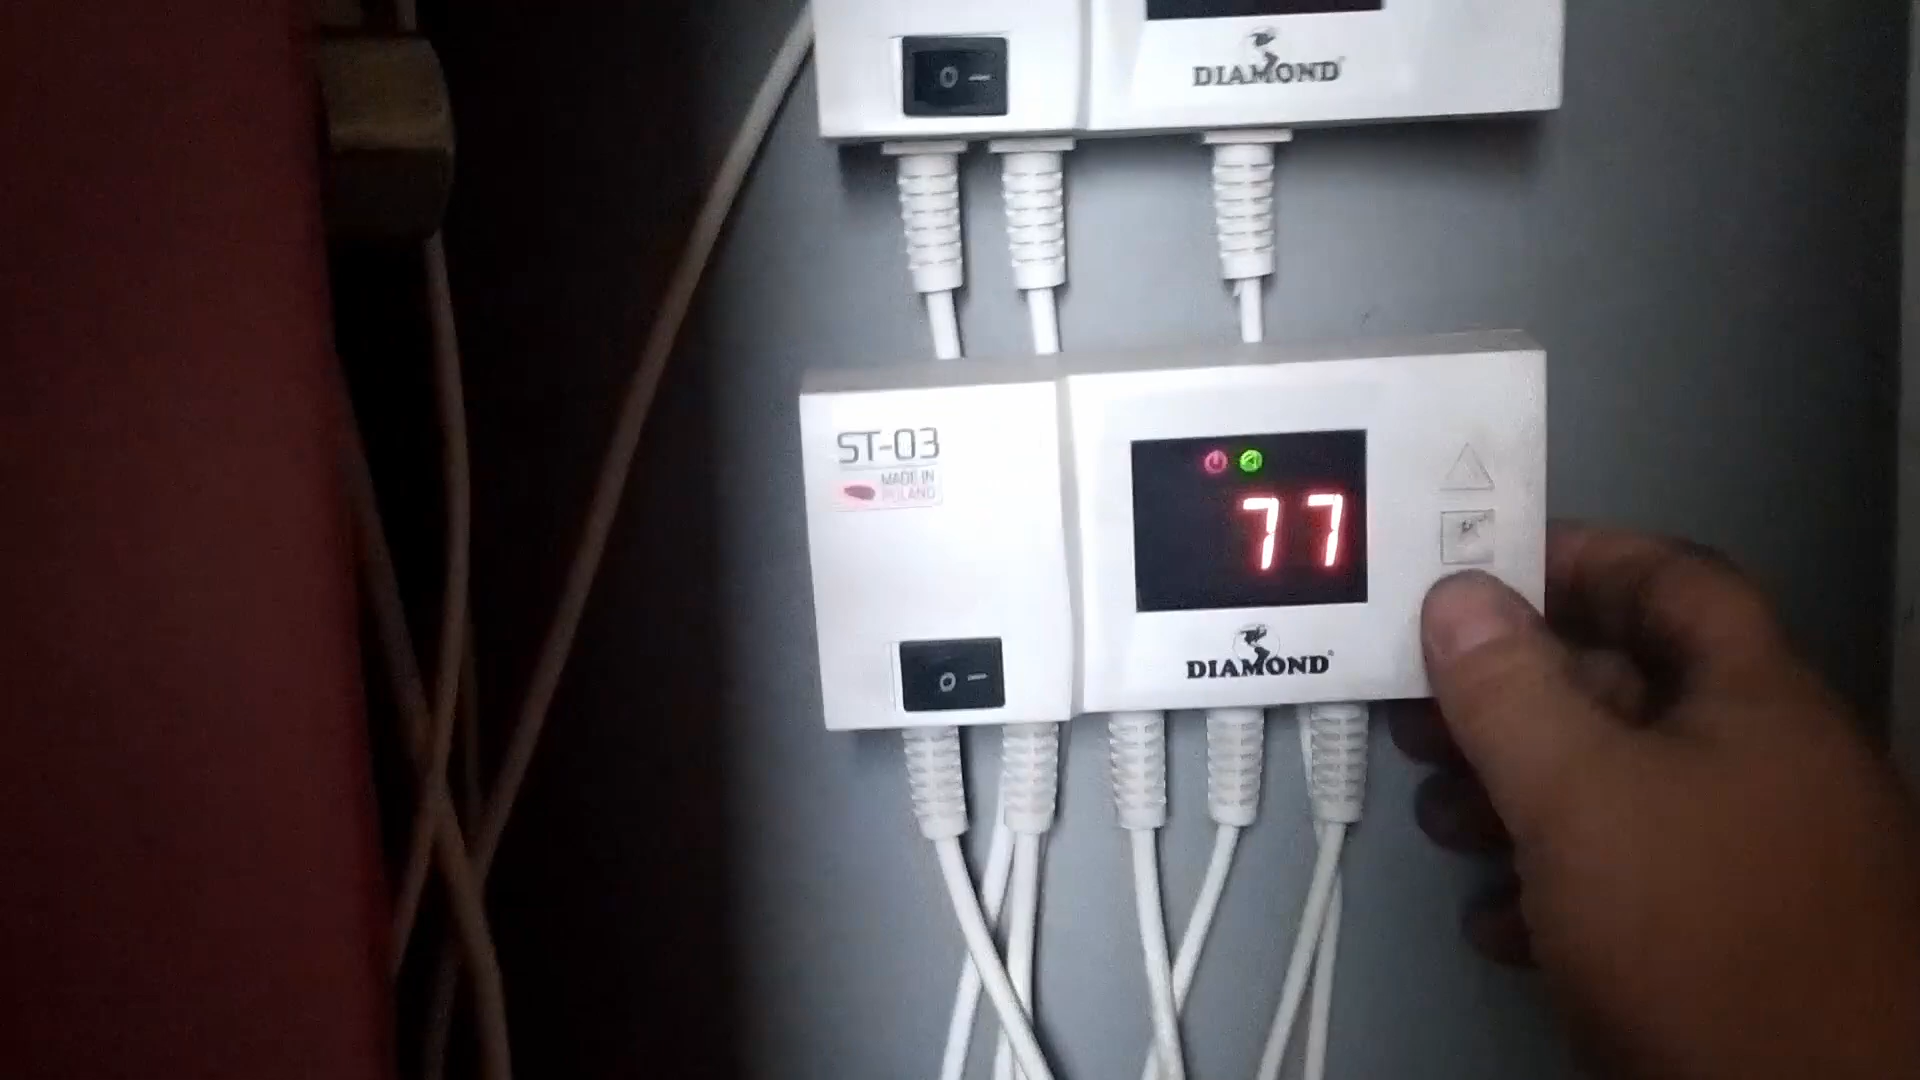 O –
DIAMOND
ST-03
MADE IN
POLAND
77
O –
DIAMOND